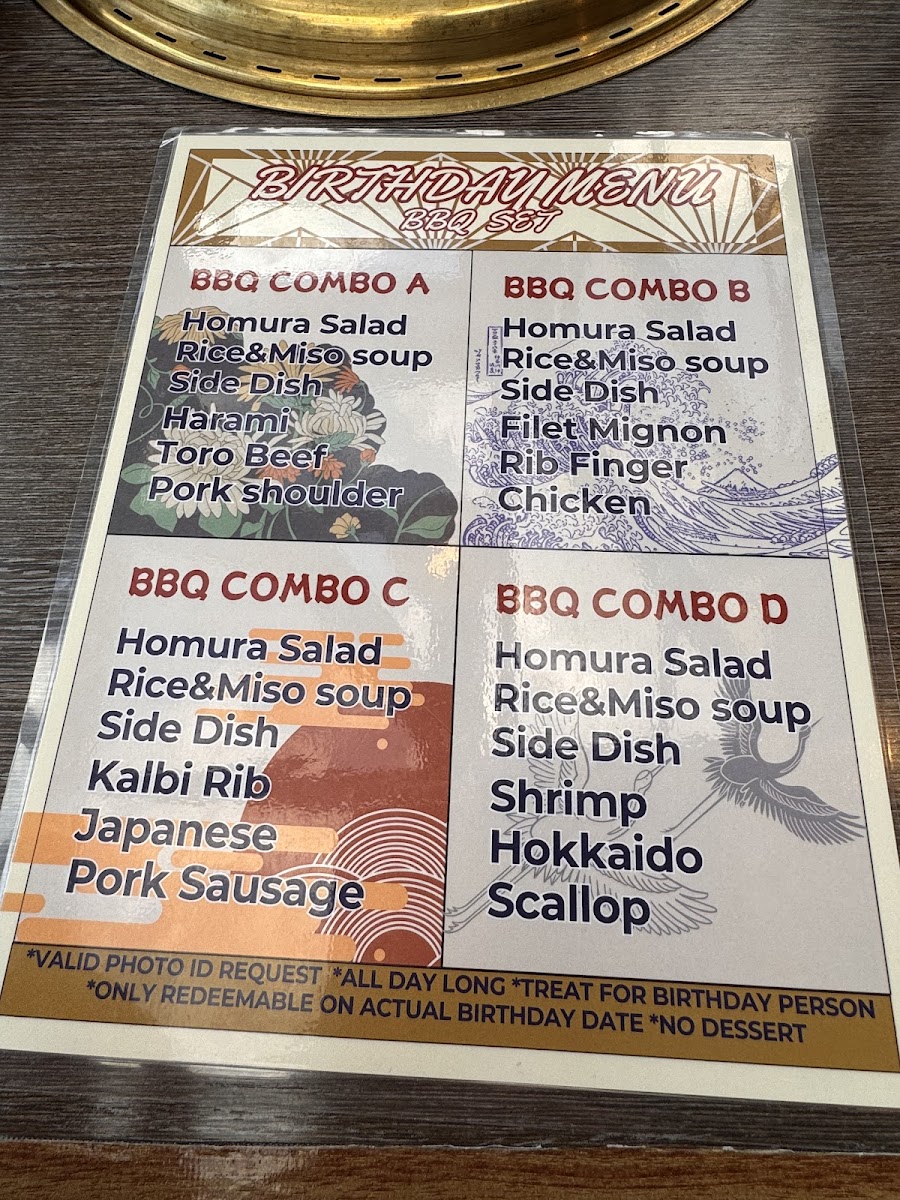 BIRTHDAY MENU
BBQ SET
BBQ COMBO A
Homura Salad
Rice&Miso soup
Side Dish
Harami
Toro Beef
Pork shoulder
BBQ COMBO B
Homura Salad
Rice&Miso soup
Side Dish
Filet Mignon
Rib Finger
Chicken
BBQ COMBO C
Homura Salad
Rice&Miso soup
Side Dish
Kalbi Rib
Japanese
Pork Sausage
BBQ COMBO D
Homura Salad
Rice&Miso soup
Side Dish
Shrimp
Hokkaido
Scallop
*VALID PHOTO ID REQUEST *ALL DAY LONG *TREAT FOR BIRTHDAY PERSON
*ONLY REDEEMABLE ON ACTUAL BIRTHDAY DATE *NO DESSERT